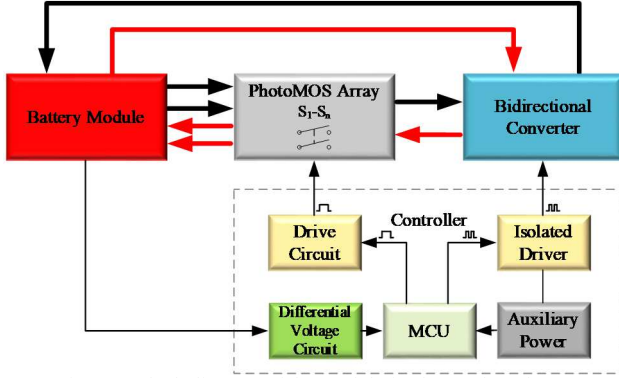 Battery Module
PhotoMOS Array
S₁-Sₙ
Bidirectional
Converter
Controller
Drive
Circuit
Isolated
Driver
Differential
Voltage
Circuit
MCU
Auxiliary
Power